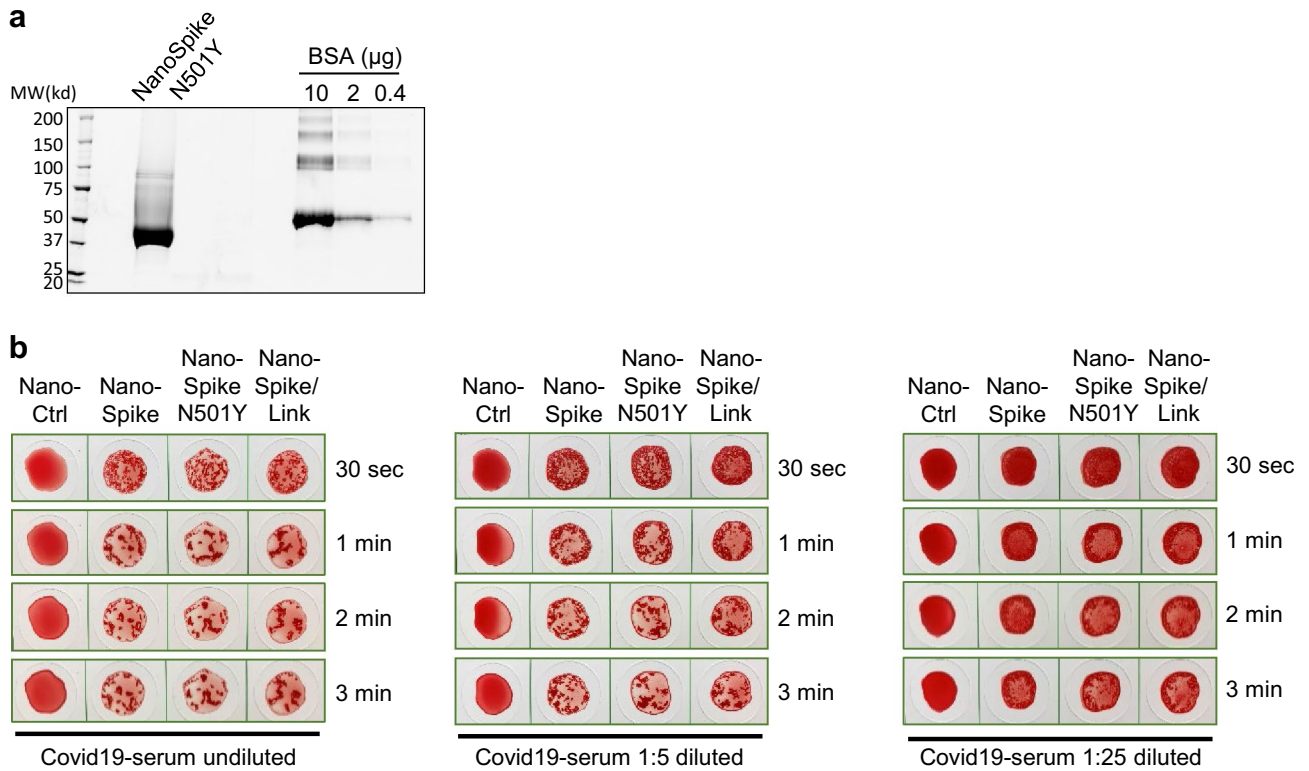 a
NanoSpike
N501Y
BSA (µg)
MW(kd)
10 2 0.4
200
150
100
75
50
37
25
20
b
Nano-
Ctrl
Nano-
Spike
Nano-
Spike
N501Y
Nano-
Spike/
Link
30 sec
1 min
2 min
3 min
Covid19-serum undiluted
Nano-
Ctrl
Nano-
Spike
Nano-
Spike
N501Y
Nano-
Spike/
Link
30 sec
1 min
2 min
3 min
Covid19-serum 1:5 diluted
Nano-
Ctrl
Nano-
Spike
Nano-
Spike
N501Y
Nano-
Spike/
Link
30 sec
1 min
2 min
3 min
Covid19-serum 1:25 diluted